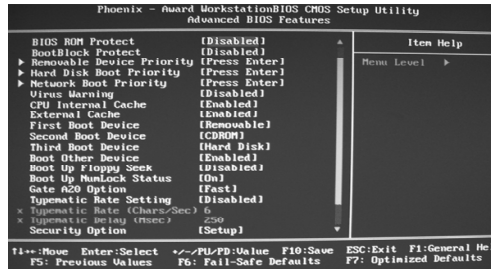 Phoenix - Award WorkstationBIOS CMOS Setup Utility
Advanced BIOS Features
BIOS ROM Protect [Disabled]
BootBlock Protect [Disabled]
Removable Device Priority [Press Enter]
Hard Disk Boot Priority [Press Enter]
Network Boot Priority [Press Enter]
Virus Warning [Disabled]
CPU Internal Cache [Enabled]
External Cache [Enabled]
First Boot Device [Removable]
Second Boot Device [CDROM]
Third Boot Device [Hard Disk]
Boot Other Device [Enabled]
Boot Up Floppy Seek [Disabled]
Boot Up NumLock Status [On]
Gate A20 Option [Fast]
Typematic Rate Setting [Disabled]
x Typematic Rate (Chars/Sec) 6
x Typematic Delay (Msec) 250
Security Option [Setup]
Item Help
Menu Level ▶
↑↓→←:Move Enter:Select +/-/PU/PD:Value F10:Save ESC:Exit F1:General He
F5: Previous Values F6: Fail-Safe Defaults F7: Optimized Defaults